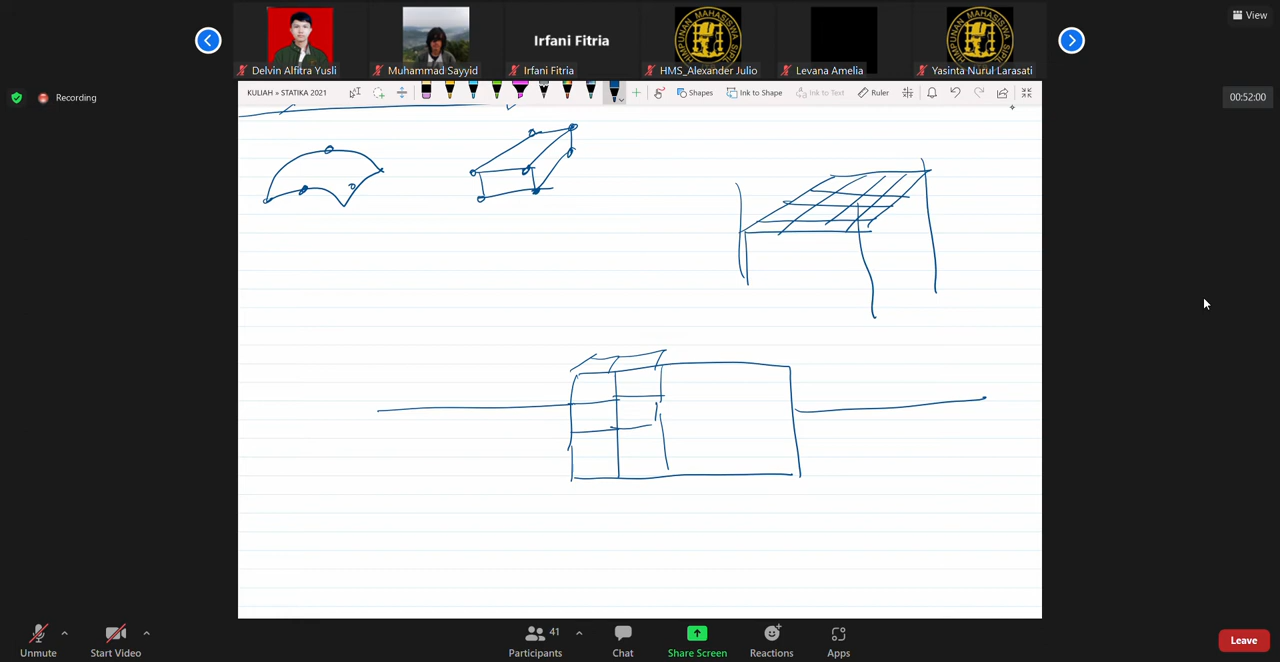 View
Irfani Fitria
Delvin Alfitra Yusli
Muhammad Sayyid
Irfani Fitria
HMS_Alexander Julio
Levana Amelia
Yasinta Nurul Larasati
Recording
00:52:00
KULIAH » STATIKA 2021
Shapes
Ink to Shape
Ink to Text
Ruler
Unmute
Start Video
41
Participants
Chat
Share Screen
Reactions
Apps
Leave